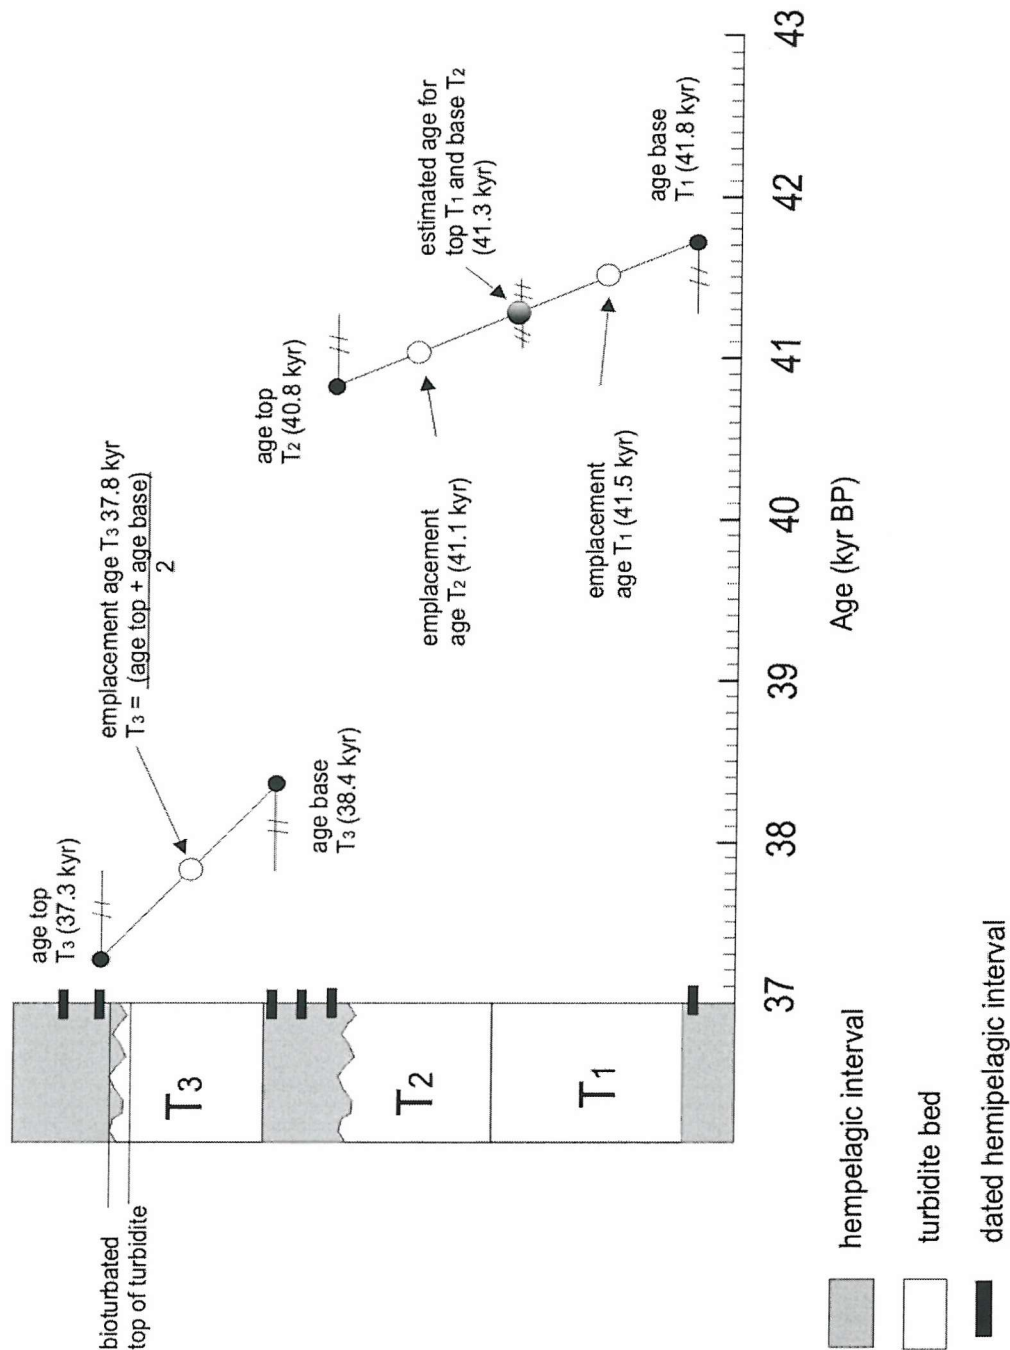 bioturbated
top of turbidite
age top
T3 (37.3 kyr)
emplacement age T3 37.8 kyr
T3 = (age top + age base)
2
age base
T3 (38.4 kyr)
age top
T2 (40.8 kyr)
emplacement
age T2 (41.1 kyr)
estimated age for
top T1 and base T2
(41.3 kyr)
emplacement
age T1 (41.5 kyr)
age base
T1 (41.8 kyr)
T3
T2
T1
37
38
39
40
41
42
43
Age (kyr BP)
hempelagic interval
turbidite bed
dated hemipelagic interval